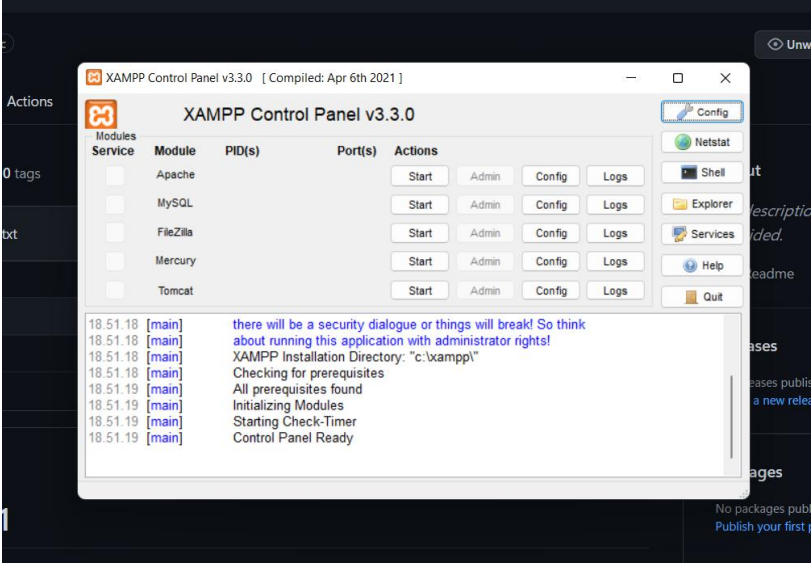 Unw
Actions
0 tags
txt
1
XAMPP Control Panel v3.3.0 [ Compiled: Apr 6th 2021 ]
XAMPP Control Panel v3.3.0
Config
Modules
Service Module PID(s) Port(s) Actions
Netstat
Apache Start Admin Config Logs
Shell
MySQL Start Admin Config Logs
Explorer
FileZilla Start Admin Config Logs
Services
Mercury Start Admin Config Logs
Help
Tomcat Start Admin Config Logs
Quit
18.51.18 [main] there will be a security dialogue or things will break! So think
18.51.18 [main] about running this application with administrator rights!
18.51.18 [main] XAMPP Installation Directory: "c:\xampp\"
18.51.18 [main] Checking for prerequisites
18.51.19 [main] All prerequisites found
18.51.19 [main] Initializing Modules
18.51.19 [main] Starting Check-Timer
18.51.19 [main] Control Panel Ready
ut
descriptio
ided.
eadme
ases
eases publis
a new relea
ages
No packages publ
Publish your first p